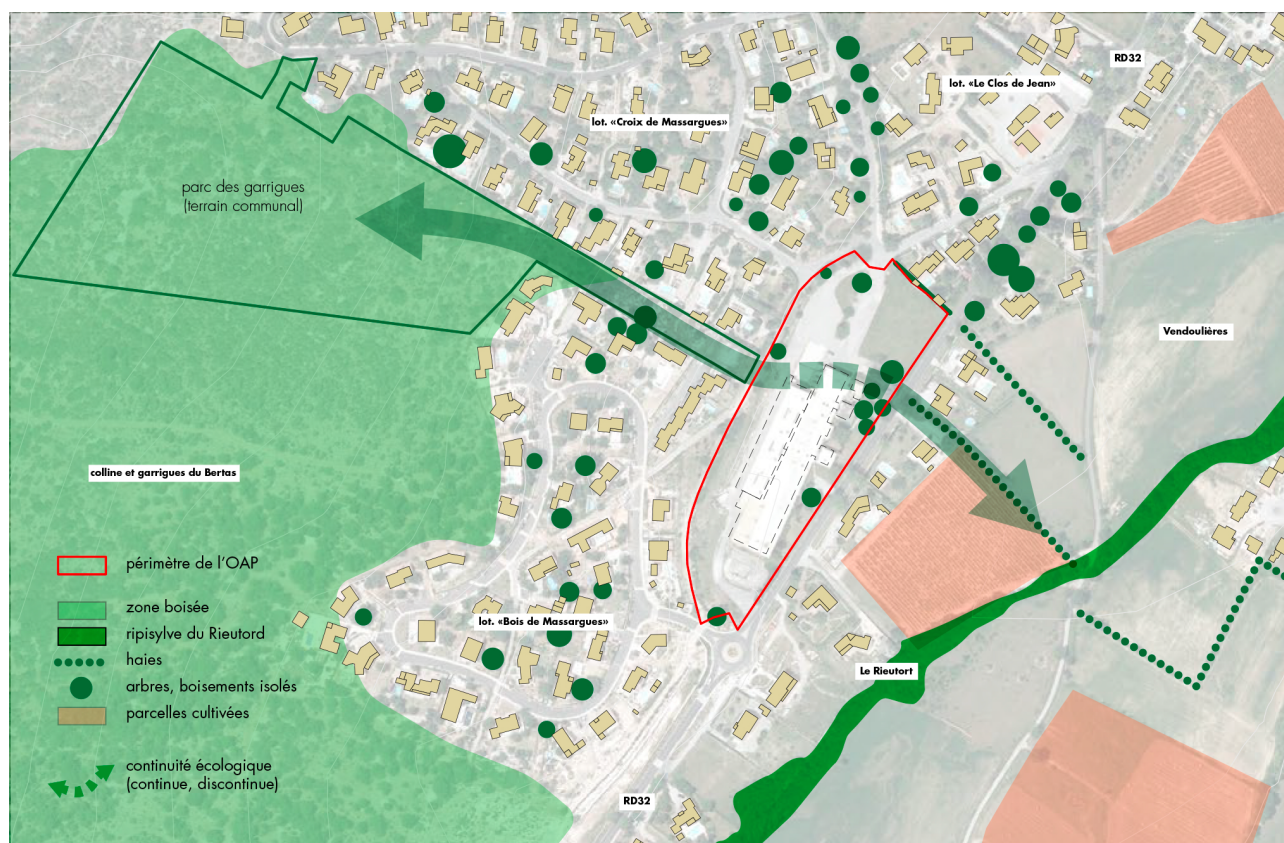 RD32
lot. «Le Clos de Jean»
lot. «Croix de Massargues»
parc des garrigues
(terrain communal)
Vendoulières
colline et garrigues du Bertas
périmètre de l'OAP
zone boisée
ripisylve du Rieutord
haies
arbres, boisements isolés
parcelles cultivées
continuité écologique
(continue, discontinue)
lot. «Bois de Massargues»
Le Rieutort
RD32